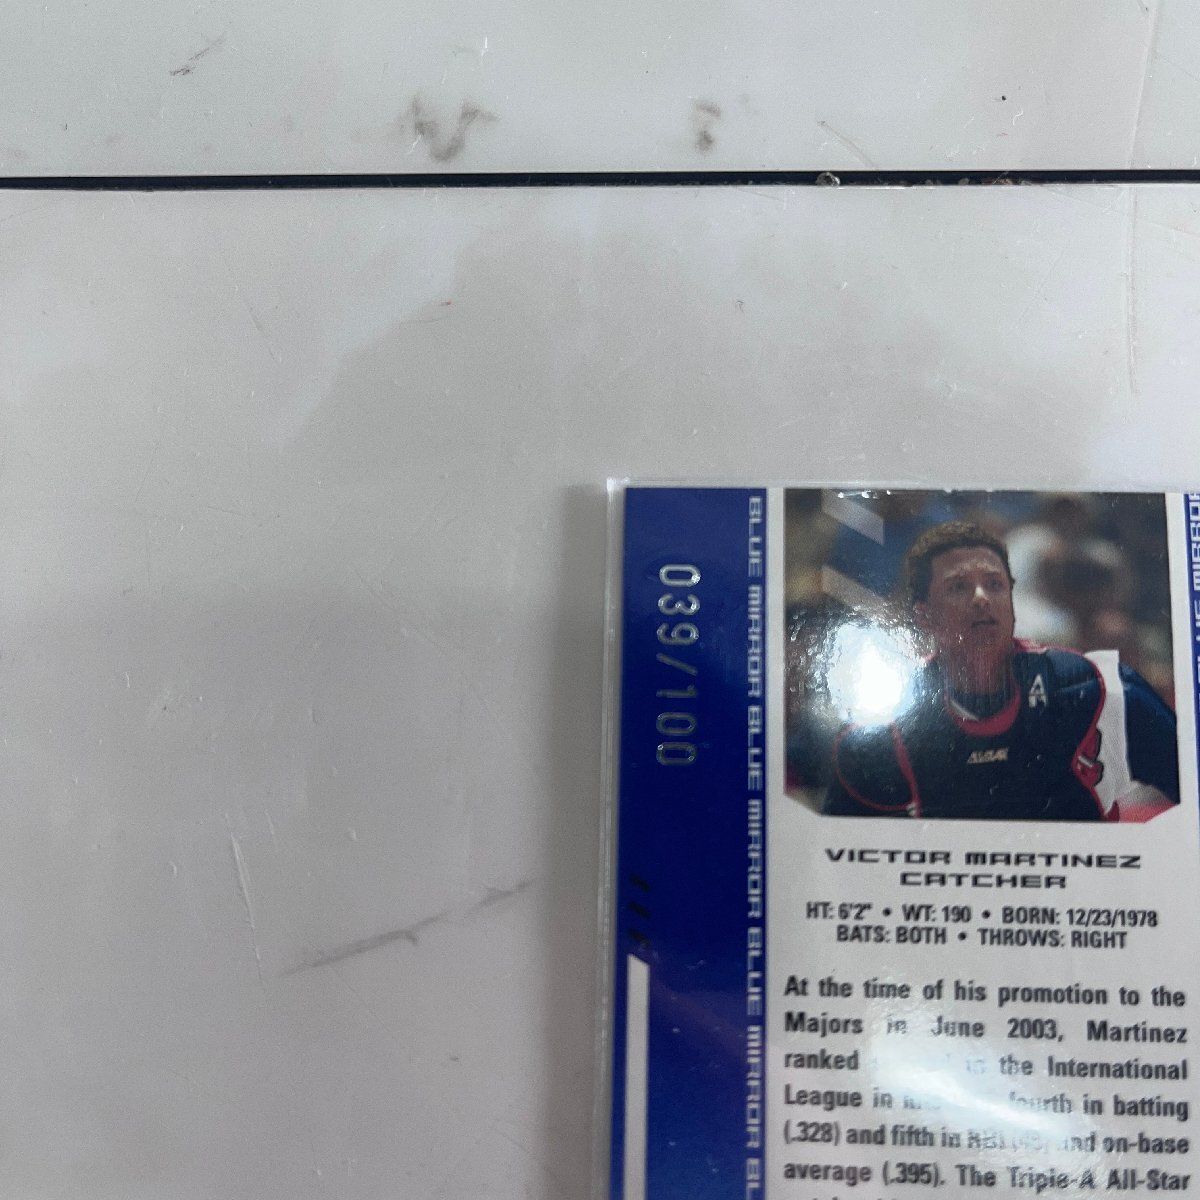 039/100
BLUE MIRROR BLUE MIRROR BLUE MIRROR BL
VICTOR MARTINEZ
CATCHER
HT: 6'2" • WT: 190 • BORN: 12/23/1978
BATS: BOTH • THROWS: RIGHT
At the time of his promotion to the
Majors in June 2003, Martinez
ranked the International
League in fourth in batting
(.328) and fifth in RBI and on-base
average (.395). The Triple-A All-Star